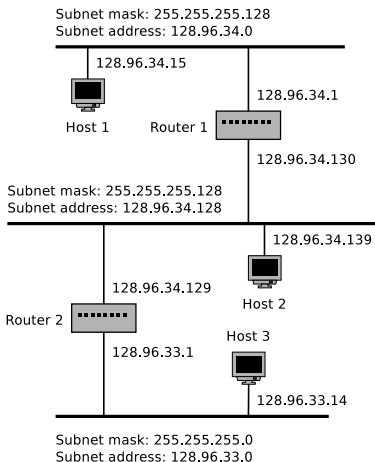 Subnet mask: 255.255.255.128
Subnet address: 128.96.34.0
128.96.34.15
128.96.34.1
Host 1
Router 1
128.96.34.130
Subnet mask: 255.255.255.128
Subnet address: 128.96.34.128
128.96.34.139
128.96.34.129
Host 2
Router 2
Host 3
128.96.33.1
128.96.33.14
Subnet mask: 255.255.255.0
Subnet address: 128.96.33.0